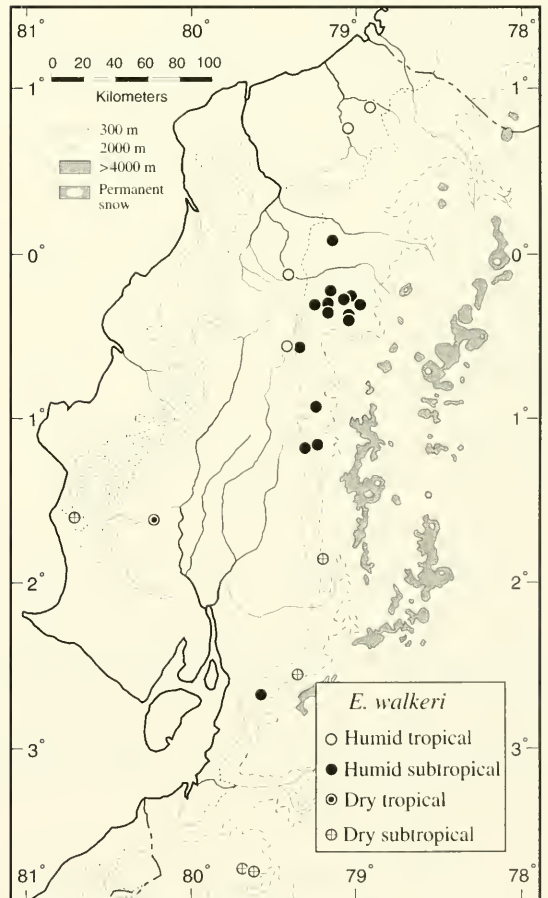 81 80 79 78
0 20 40 60 80 100
Kilometers
1° 1°
300 m
2000 m
>4000 m
Permanent
snow
0° 0°
1° 1°
2° 2°
E. walkeri
Humid tropical
Humid subtropical
Dry tropical
Dry subtropical
3° 3°
81 80 79 78°